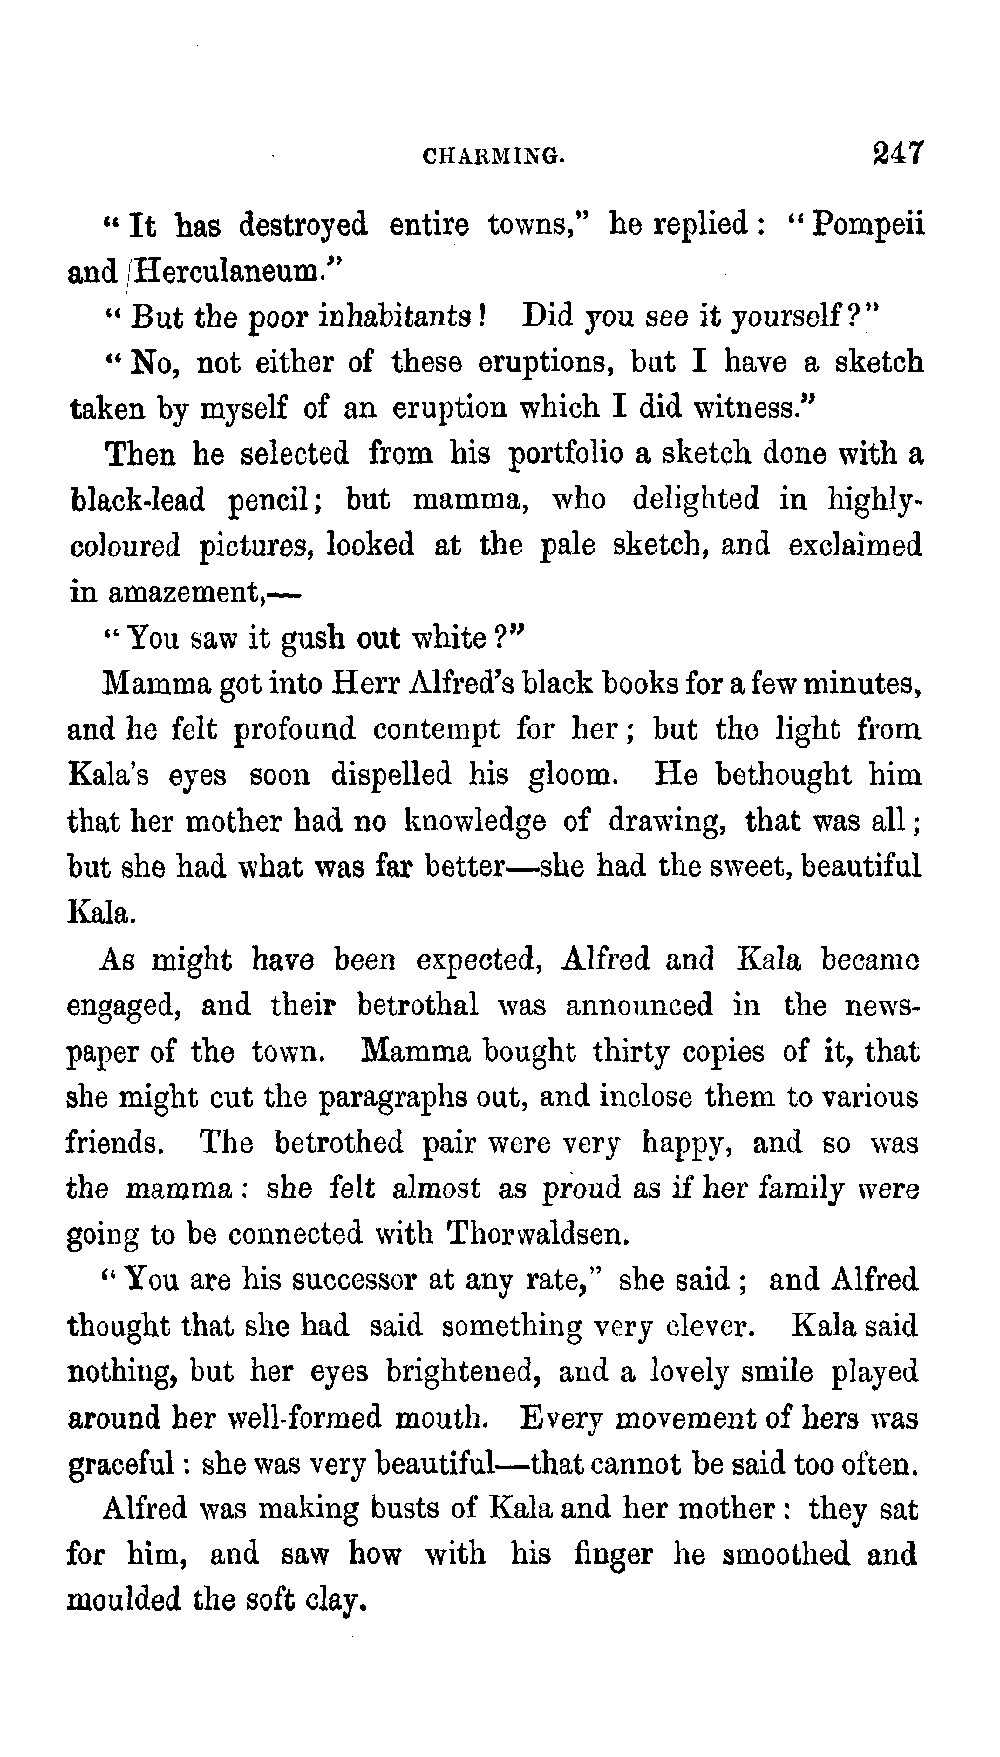 CHARMING. 247
“ It has destroyed entire towns,” he replied : “ Pompeii
and Herculaneum.”
“ But the poor inhabitants ! Did you see it yourself ?”
“ No, not either of these eruptions, but I have a sketch
taken by myself of an eruption which I did witness.”
Then he selected from his portfolio a sketch done with a
black-lead pencil ; but mamma, who delighted in highly-
coloured pictures, looked at the pale sketch, and exclaimed
in amazement,—
“ You saw it gush out white ?”
Mamma got into Herr Alfred’s black books for a few minutes,
and he felt profound contempt for her ; but the light from
Kala’s eyes soon dispelled his gloom. He bethought him
that her mother had no knowledge of drawing, that was all ;
but she had what was far better—she had the sweet, beautiful
Kala.
As might have been expected, Alfred and Kala became
engaged, and their betrothal was announced in the news-
paper of the town. Mamma bought thirty copies of it, that
she might cut the paragraphs out, and inclose them to various
friends. The betrothed pair were very happy, and so was
the mamma : she felt almost as proud as if her family were
going to be connected with Thorwaldsen.
“ You are his successor at any rate,” she said ; and Alfred
thought that she had said something very clever. Kala said
nothing, but her eyes brightened, and a lovely smile played
around her well-formed mouth. Every movement of hers was
graceful : she was very beautiful—that cannot be said too often.
Alfred was making busts of Kala and her mother : they sat
for him, and saw how with his finger he smoothed and
moulded the soft clay.